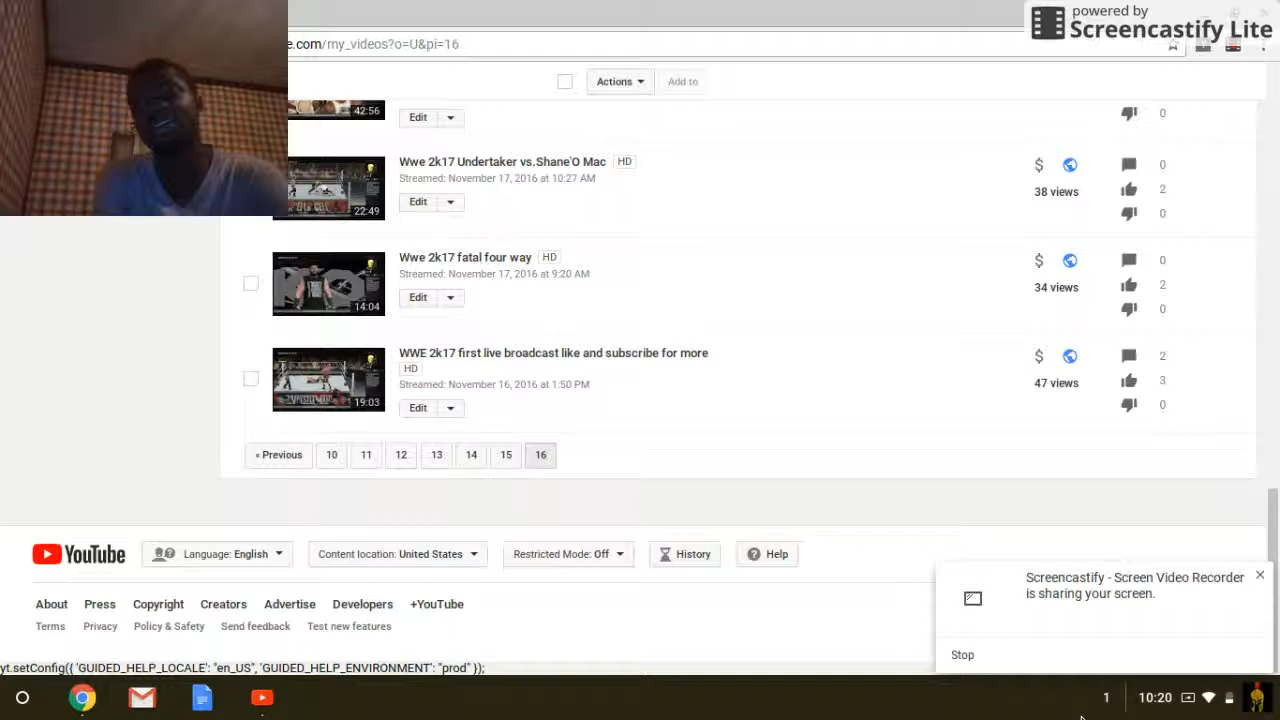 powered by
Screencastify Lite
e.com/my_videos?o=U&pi=16
Actions
Add to
42:56
Edit
0
Wwe 2k17 Undertaker vs.Shane'O Mac HD
Streamed: November 17, 2016 at 10:27 AM
Edit
22:49
$
38 views
0
2
0
Wwe 2k17 fatal four way HD
Streamed: November 17, 2016 at 9:20 AM
Edit
14:04
$
34 views
0
2
0
WWE 2k17 first live broadcast like and subscribe for more
HD
Streamed: November 16, 2016 at 1:50 PM
Edit
19:03
$
47 views
2
3
0
« Previous 10 11 12 13 14 15 16
YouTube Language: English Content location: United States Restricted Mode: Off History Help
About Press Copyright Creators Advertise Developers +YouTube
Terms Privacy Policy & Safety Send feedback Test new features
Screencastify - Screen Video Recorder
is sharing your screen.
Stop
yt.setConfig({ 'GUIDED_HELP_LOCALE': "en_US", 'GUIDED_HELP_ENVIRONMENT': "prod" });
1 10:20